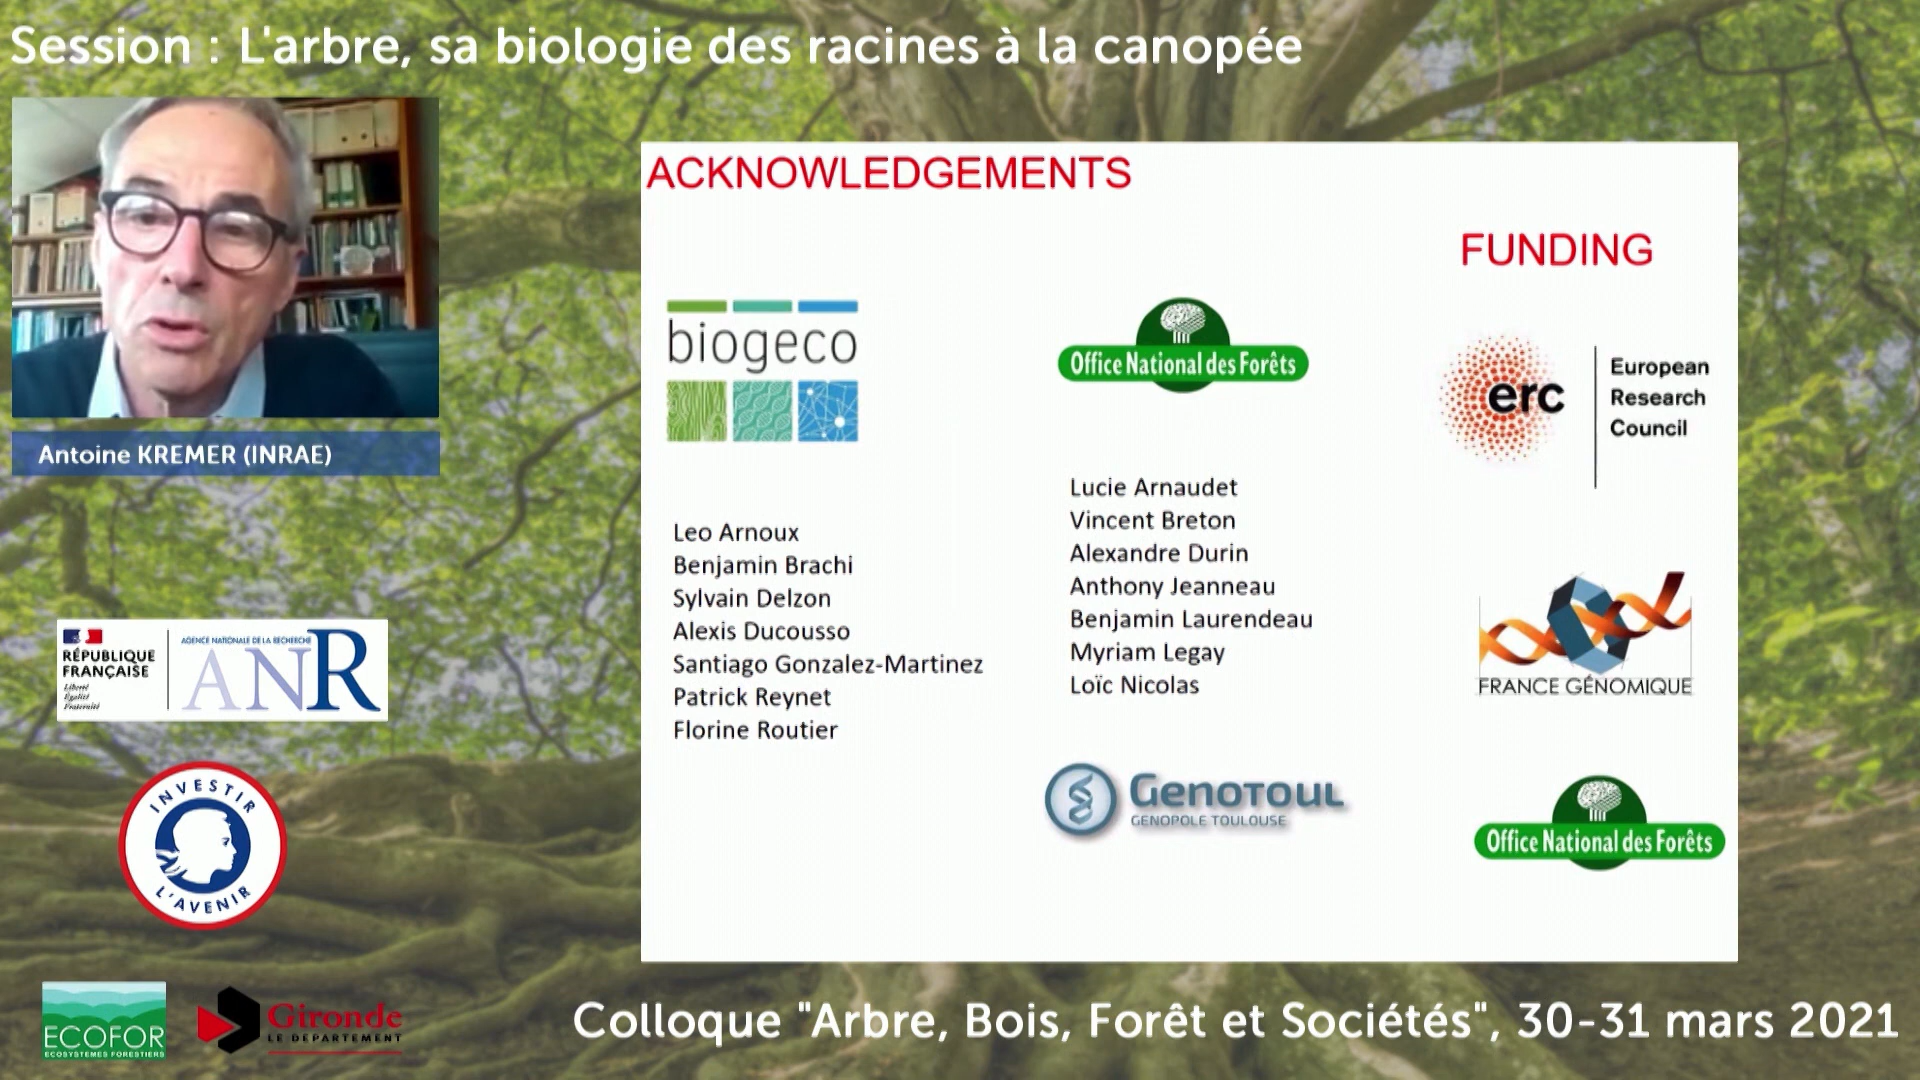 Session : L'arbre, sa biologie des racines à la canopée
Antoine KREMER (INRAE)
RÉPUBLIQUE
FRANÇAISE
Liberté
Égalité
Fraternité
AGENCE NATIONALE DE LA RECHERCHE
ANR
INVESTIR
L'AVENIR
ECOFOR
ECOSYSTEMES FORESTIERS
Gironde
LE DEPARTEMENT
ACKNOWLEDGEMENTS
FUNDING
biogeco
Leo Arnoux
Benjamin Brachi
Sylvain Delzon
Alexis Ducousso
Santiago Gonzalez-Martinez
Patrick Reynet
Florine Routier
Office National des Forêts
Lucie Arnaudet
Vincent Breton
Alexandre Durin
Anthony Jeanneau
Benjamin Laurendeau
Myriam Legay
Loïc Nicolas
GENOTOUL
GENOPOLE TOULOUSE
erc
European
Research
Council
FRANCE GÉNOMIQUE
Office National des Forêts
Colloque "Arbre, Bois, Forêt et Sociétés", 30-31 mars 2021